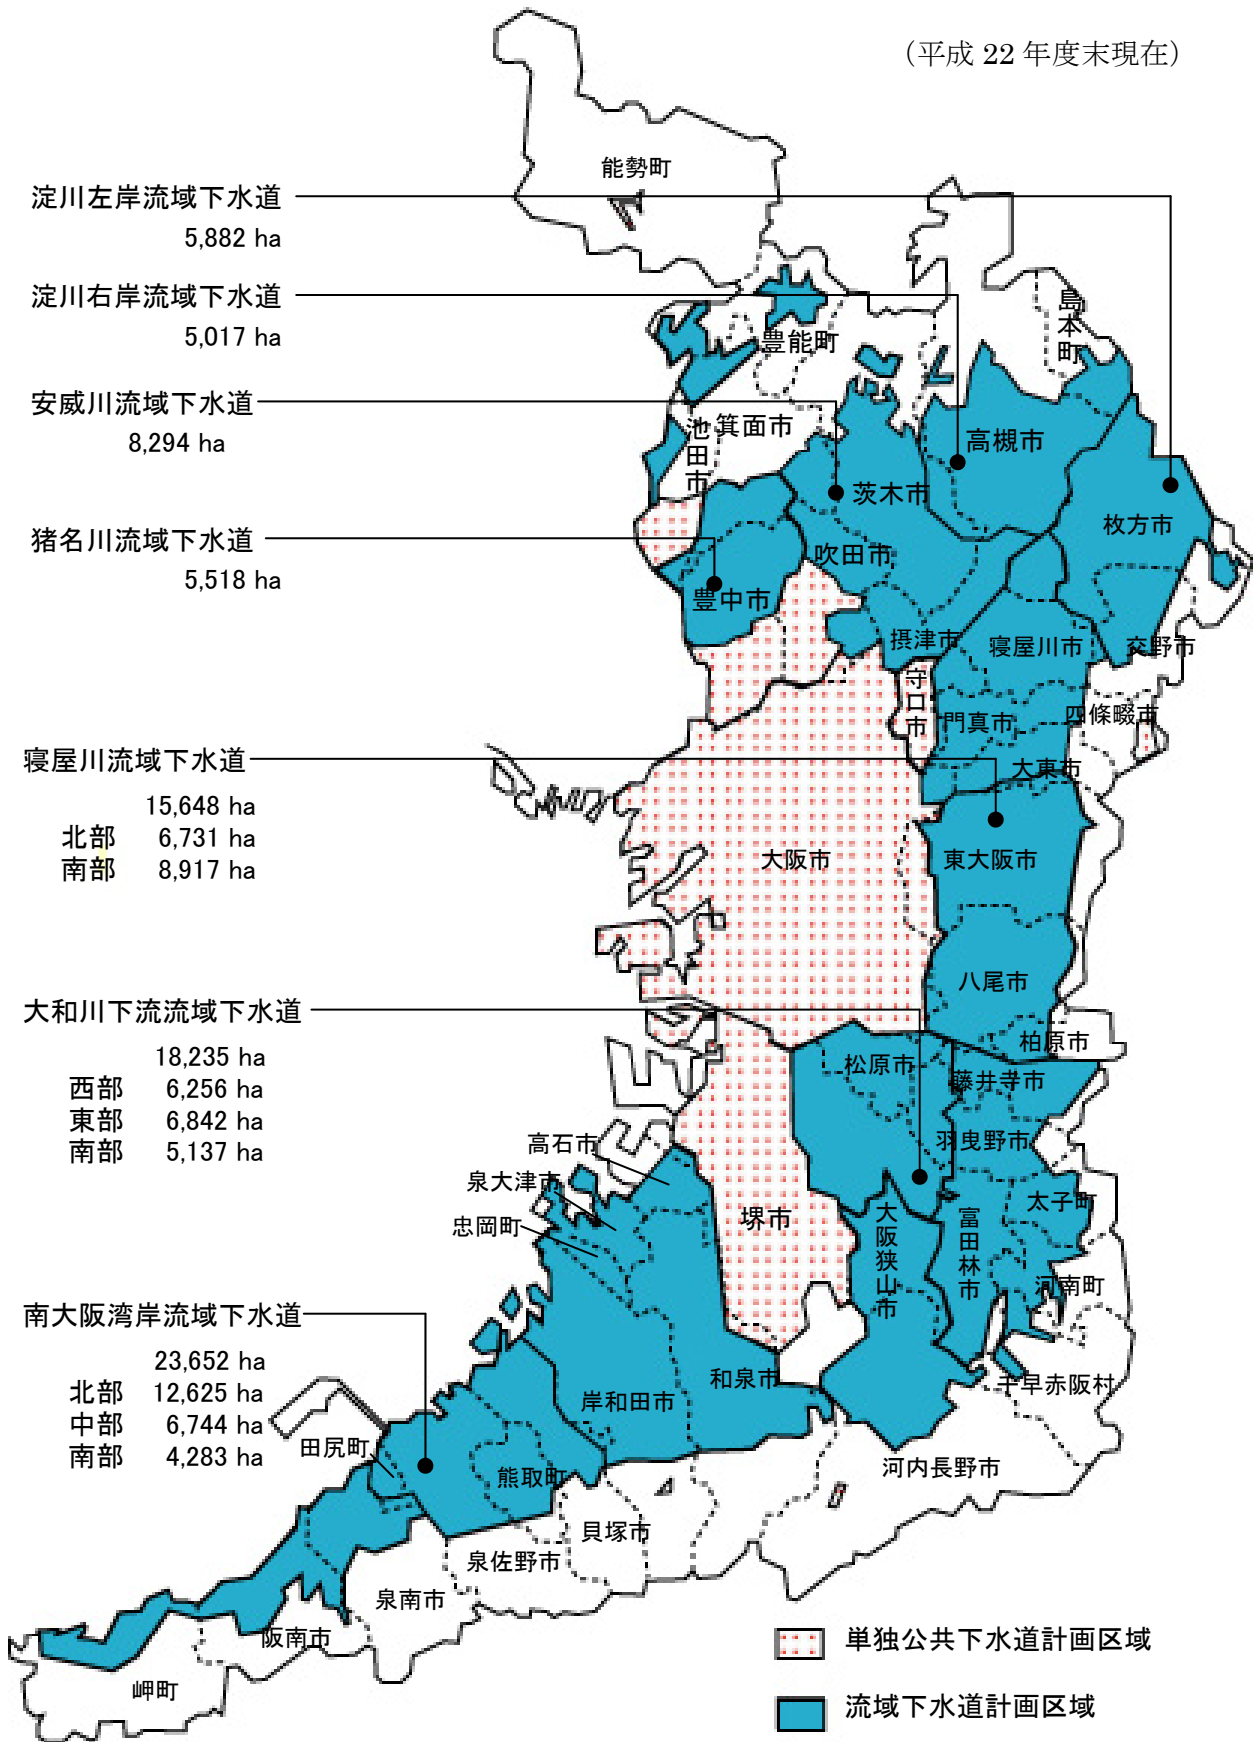 （平成 22 年度末現在）
能勢町
淀川左岸流域下水道
5,882 ha
淀川右岸流域下水道
5,017 ha
島本町
豊能町
安威川流域下水道
8,294 ha
池田市
箕面市
高槻市
茨木市
枚方市
猪名川流域下水道
5,518 ha
吹田市
豊中市
摂津市
寝屋川市
交野市
守口市
門真市
四條畷市
大東市
寝屋川流域下水道
15,648 ha
北部 6,731 ha
南部 8,917 ha
大阪市
東大阪市
八尾市
柏原市
大和川下流流域下水道
18,235 ha
西部 6,256 ha
東部 6,842 ha
南部 5,137 ha
松原市
藤井寺市
羽曳野市
高石市
泉大津市
忠岡町
堺市
大阪狭山市
富田林市
太子町
河南町
南大阪湾岸流域下水道
23,652 ha
北部 12,625 ha
中部 6,744 ha
南部 4,283 ha
和泉市
岸和田市
千早赤阪村
田尻町
熊取町
河内長野市
貝塚市
泉佐野市
泉南市
阪南市
岬町
単独公共下水道計画区域
流域下水道計画区域